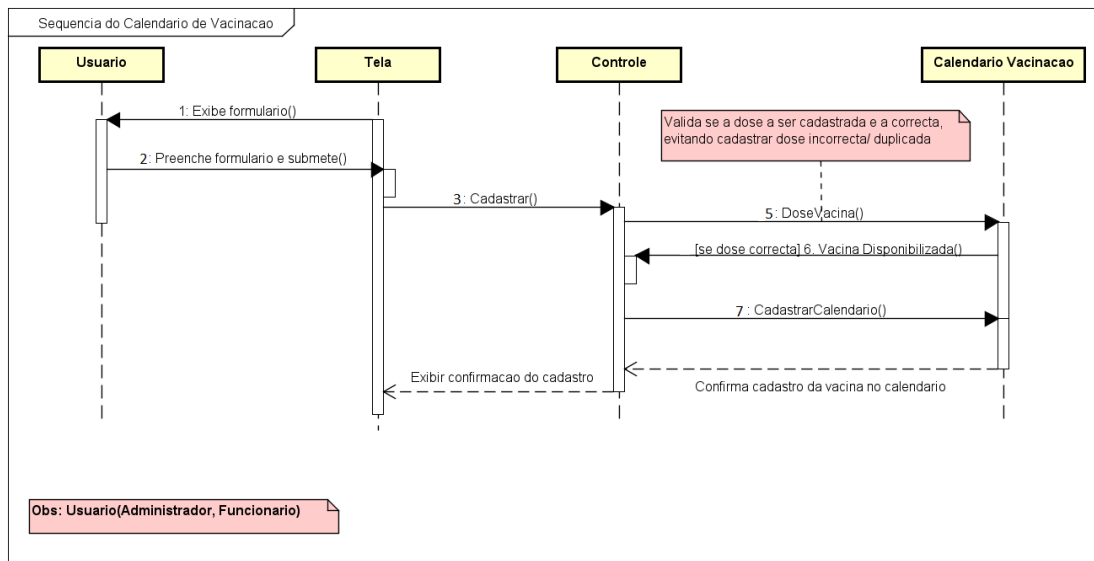 Sequencia do Calendario de Vacinacao
Usuario
Tela
Controle
Calendario Vacinacao
1: Exibe formulario()
Valida se a dose a ser cadastrada e a correcta,
evitando cadastrar dose incorrecta/ duplicada
2: Preenche formulario e submete()
3: Cadastrar()
5: DoseVacina()
[se dose correcta] 6. Vacina Disponibilizada()
7: CadastrarCalendario()
Exibir confirmacao do cadastro
Confirma cadastro da vacina no calendario
Obs: Usuario(Administrador, Funcionario)